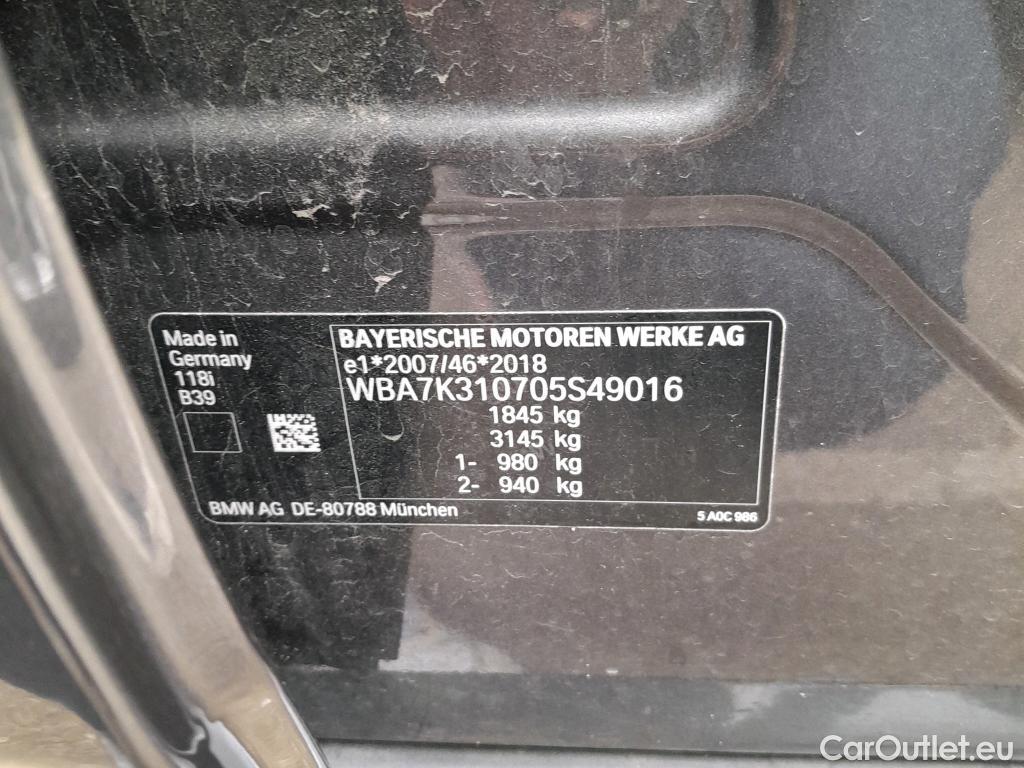 Made in
Germany
118i
B39
BAYERISCHE MOTOREN WERKE AG
e1*2007/46*2018
WBA7K310705S49016
1845 kg
3145 kg
1- 980 kg
2- 940 kg
BMW AG DE-80788 München
5 A0C 986
CarOutlet.eu